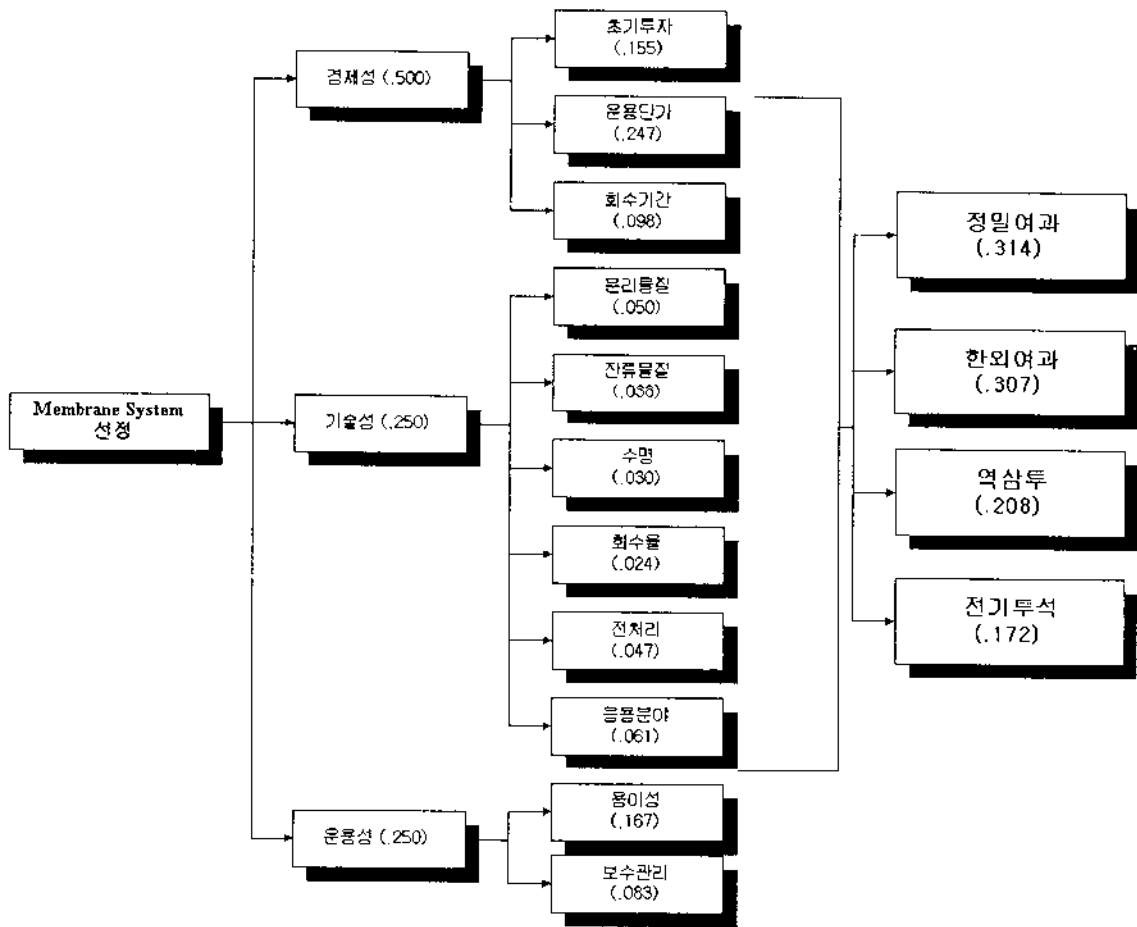 Membrane System
선정
경제성 (.500)
초기투자
(.155)
운용단가
(.247)
회수기간
(.098)
기술성 (.250)
분리물질
(.050)
잔류물질
(.038)
수명
(.030)
회수율
(.024)
전처리
(.047)
응용분야
(.061)
운용성 (.250)
용이성
(.167)
보수관리
(.083)
정밀여과
(.314)
한외여과
(.307)
역삼투
(.208)
전기투석
(.172)